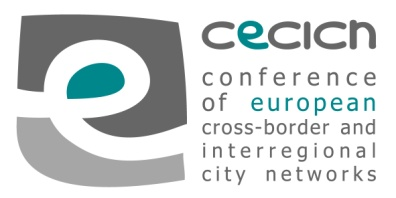 cecicn
conference
of european
cross-border and
interregional
city networks